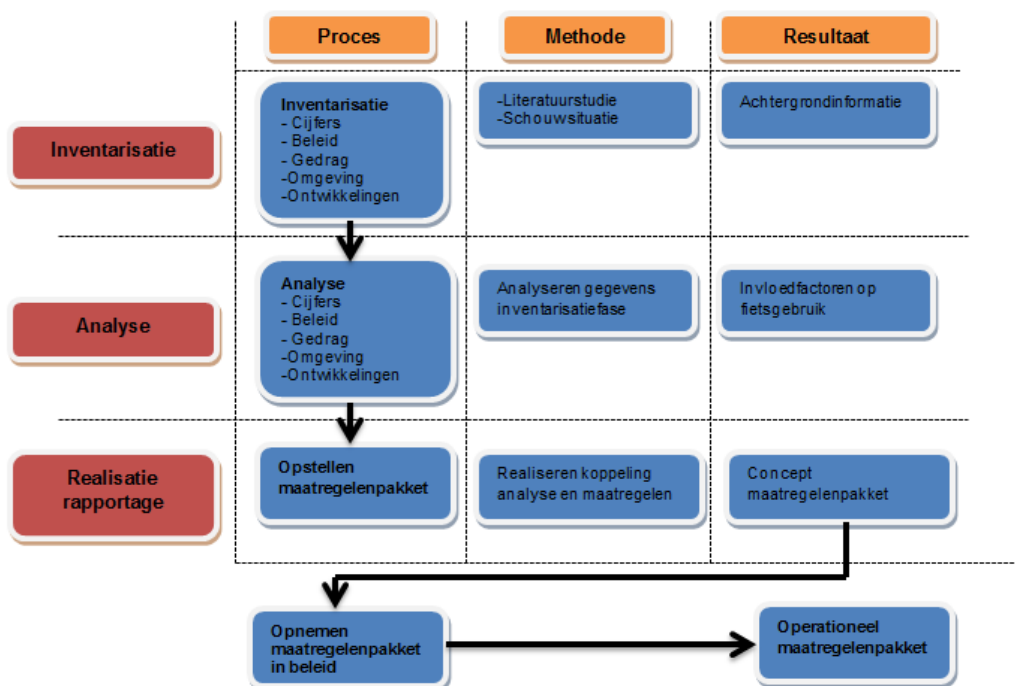 Proces
Methode
Resultaat
Inventarisatie
Inventarisatie
- Cijfers
- Beleid
- Gedrag
-Omgeving
-Ontwikkelingen
-Literatuurstudie
-Schouwsituatie
Achtergrondinformatie
Analyse
Analyse
- Cijfers
- Beleid
- Gedrag
-Omgeving
-Ontwikkelingen
Analyseren gegevens
inventarisatiefase
Invloedfactoren op
fietsgebruik
Realisatie
rapportage
Opstellen
maatregelenpakket
Realiseren koppeling
analyse en maatregelen
Concept
maatregelenpakket
Opnemen
maatregelenpakket
in beleid
Operationeel
maatregelenpakket